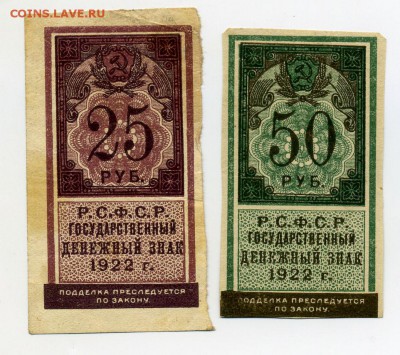 COINS.LAVE.RU
25
РУБ.
Р.С.Ф.С.Р.
ГОСУДАРСТВЕННЫЙ
ДЕНЕЖНЫЙ ЗНАК
1922 г.
ПОДДЕЛКА ПРЕСЛЕДУЕТСЯ
ПО ЗАКОНУ.
50
РУБ.
Р.С.Ф.С.Р.
ГОСУДАРСТВЕННЫЙ
ДЕНЕЖНЫЙ ЗНАК
1922 г.
ПОДДЕЛКА ПРЕСЛЕДУЕТСЯ
ПО ЗАКОНУ.